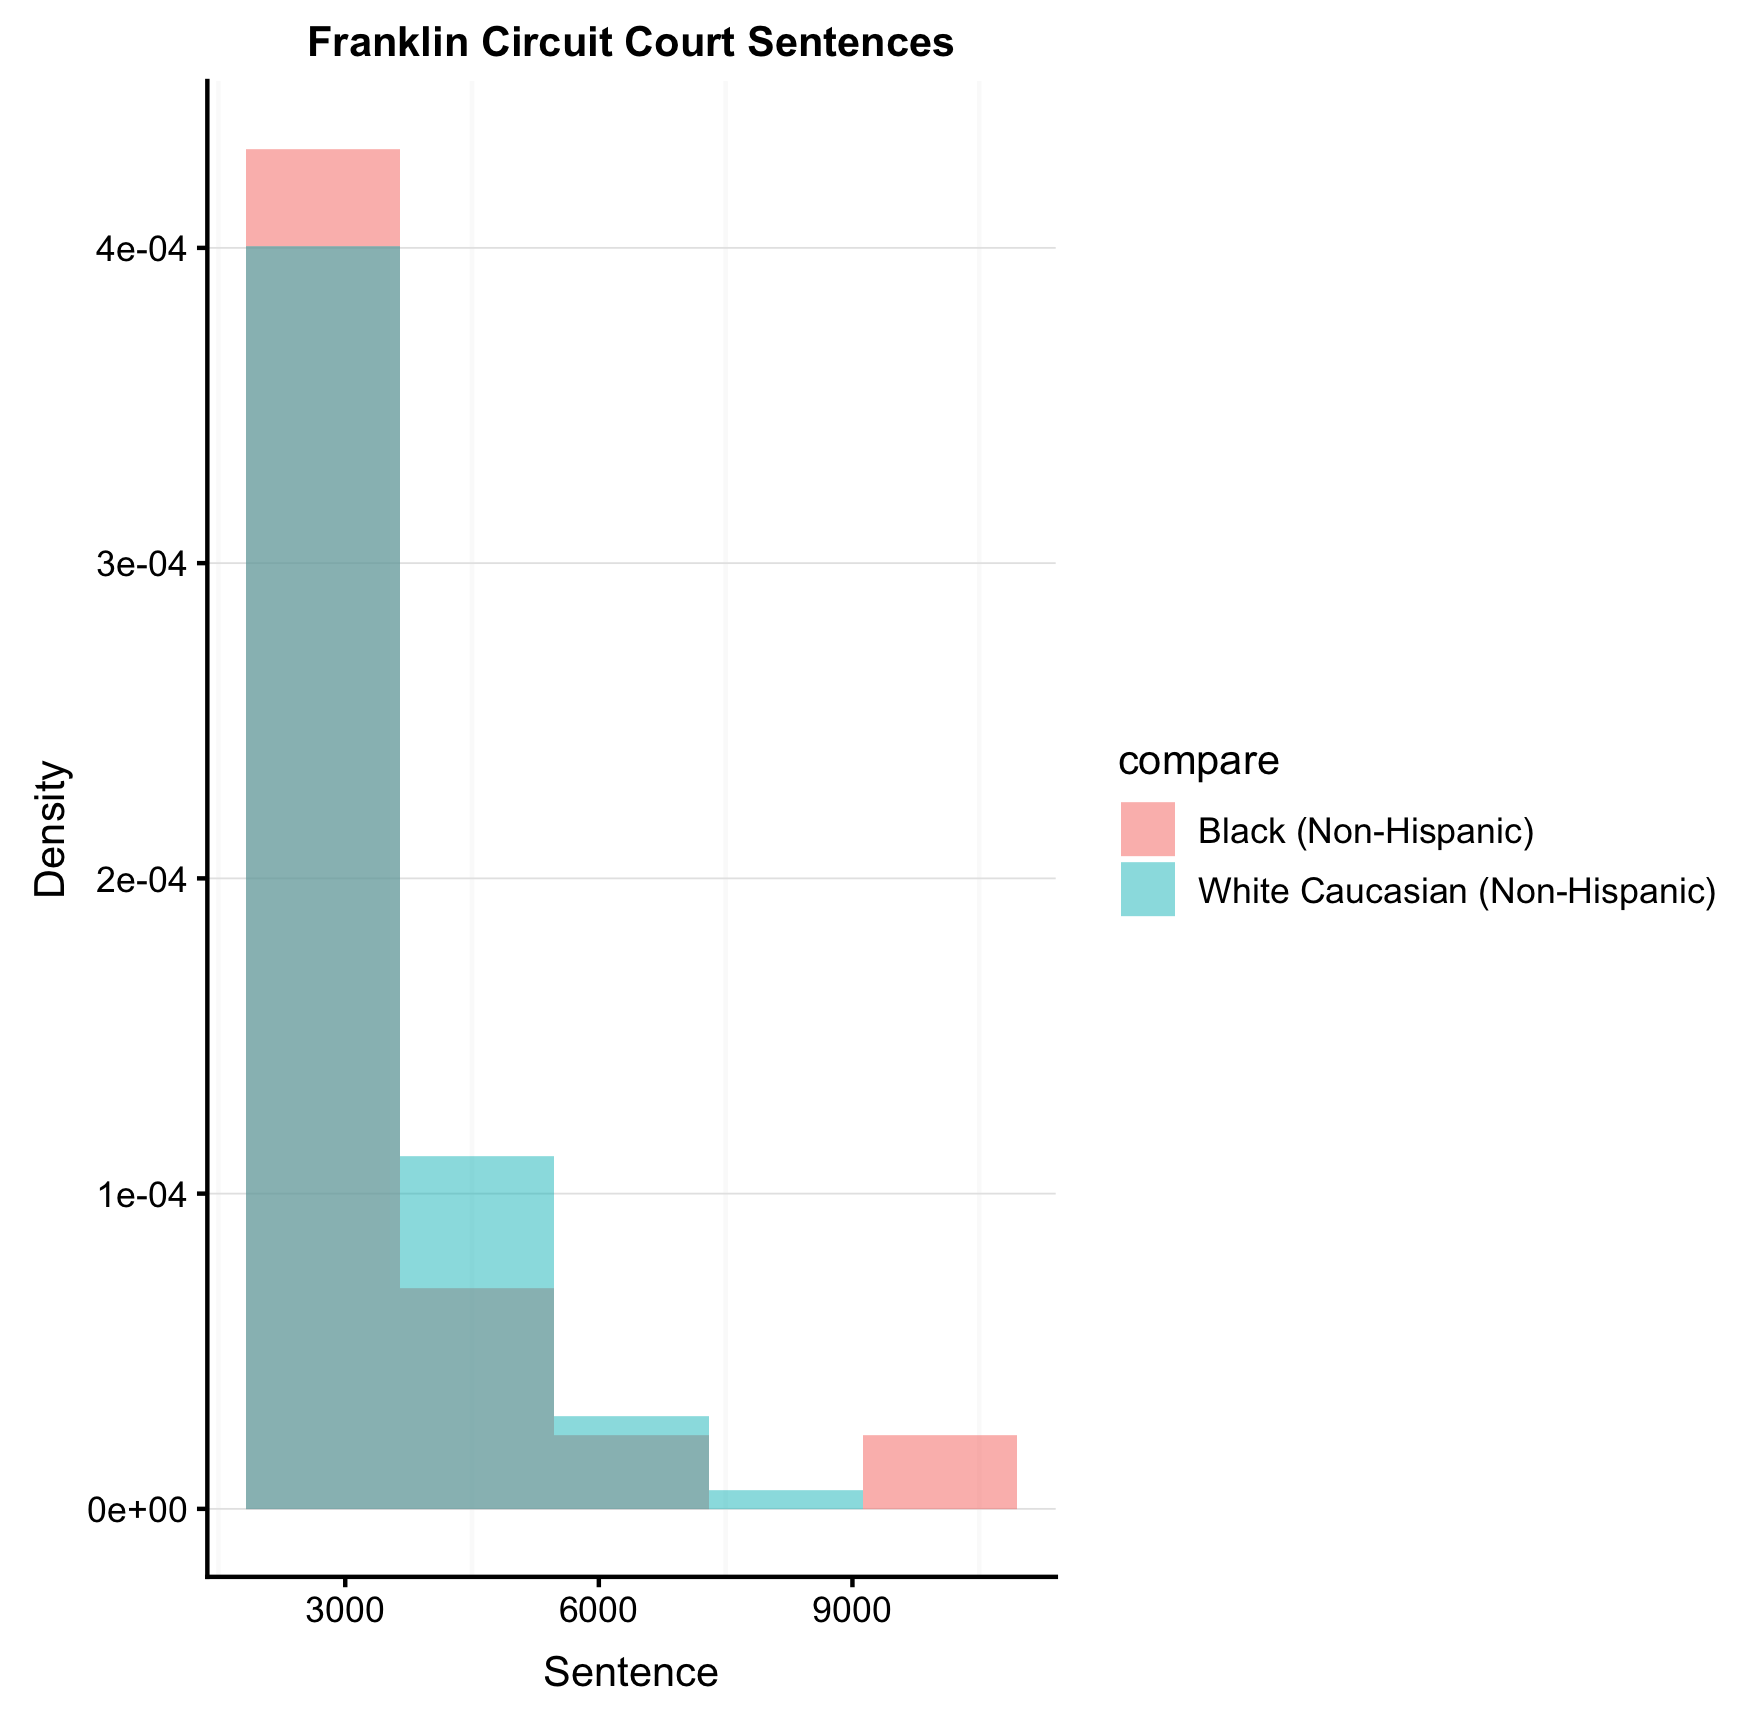 Franklin Circuit Court Sentences
4e-04
3e-04
2e-04
1e-04
0e+00
Density
3000 6000 9000
Sentence
compare
Black (Non-Hispanic)
White Caucasian (Non-Hispanic)